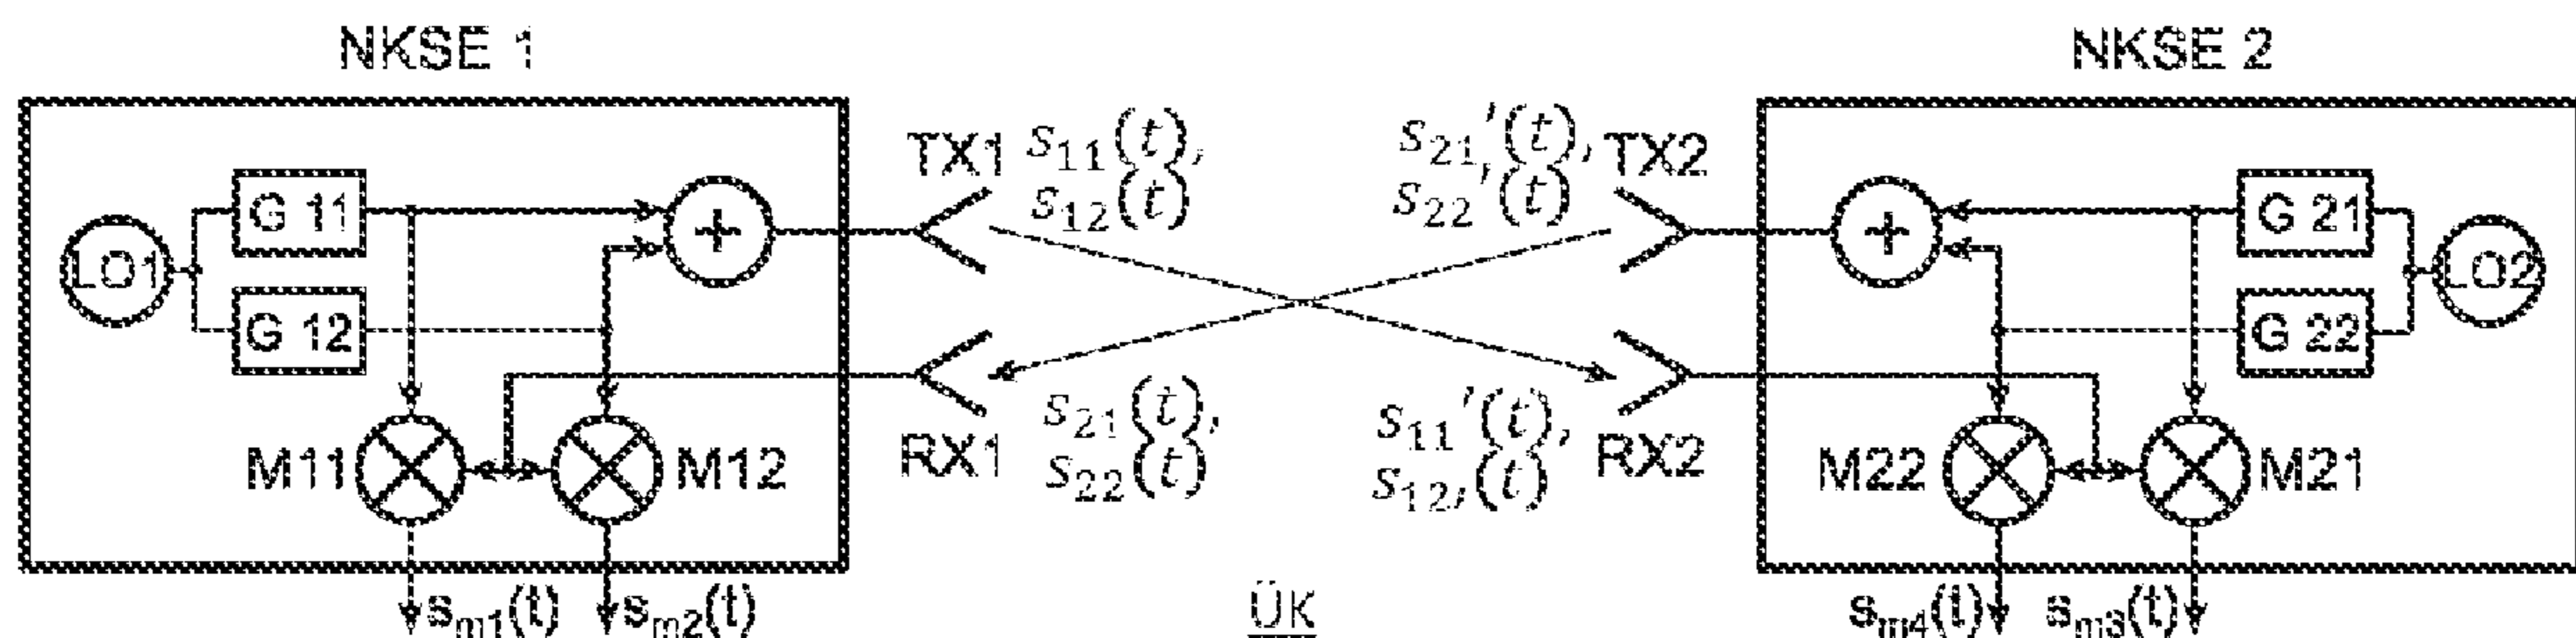 NKSE 1
NKSE 2
TX1
s₁₁(t),
s₁₂(t)
s₂₁,'(t),
s₂₂'(t)
TX2
LO1
G 11
G 12
G 21
G 22
LO2
M11
M12
RX1
s₂₁(t),
s₂₂(t)
s₁₁'(t),
s₁₂,(t)
RX2
M22
M21
sₘ₁(t)
sₘ₂(t)
ÜK
sₘ₄(t)
sₘ₃(t)